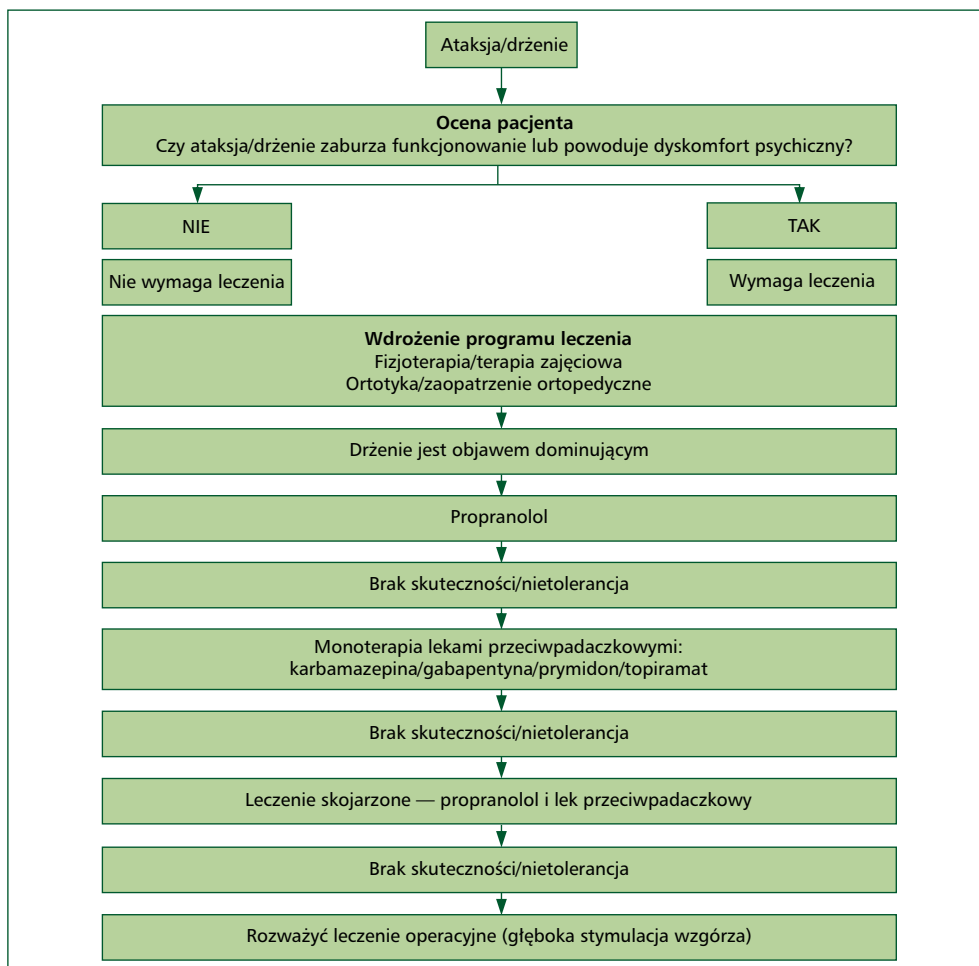 Ataksja/drżenie
Ocena pacjenta
Czy ataksja/drżenie zaburza funkcjonowanie lub powoduje dyskomfort psychiczny?
NIE
TAK
Nie wymaga leczenia
Wymaga leczenia
Wdrożenie programu leczenia
Fizjoterapia/terapia zajęciowa
Ortotyka/zaopatrzenie ortopedyczne
Drżenie jest objawem dominującym
Propranolol
Brak skuteczności/nietolerancja
Monoterapia lekami przeciwpadaczkowymi:
karbamazepina/gabapentyna/prymidon/topiramat
Brak skuteczności/nietolerancja
Leczenie skojarzone — propranolol i lek przeciwpadaczkowy
Brak skuteczności/nietolerancja
Rozważyć leczenie operacyjne (głęboka stymulacja wzgórza)